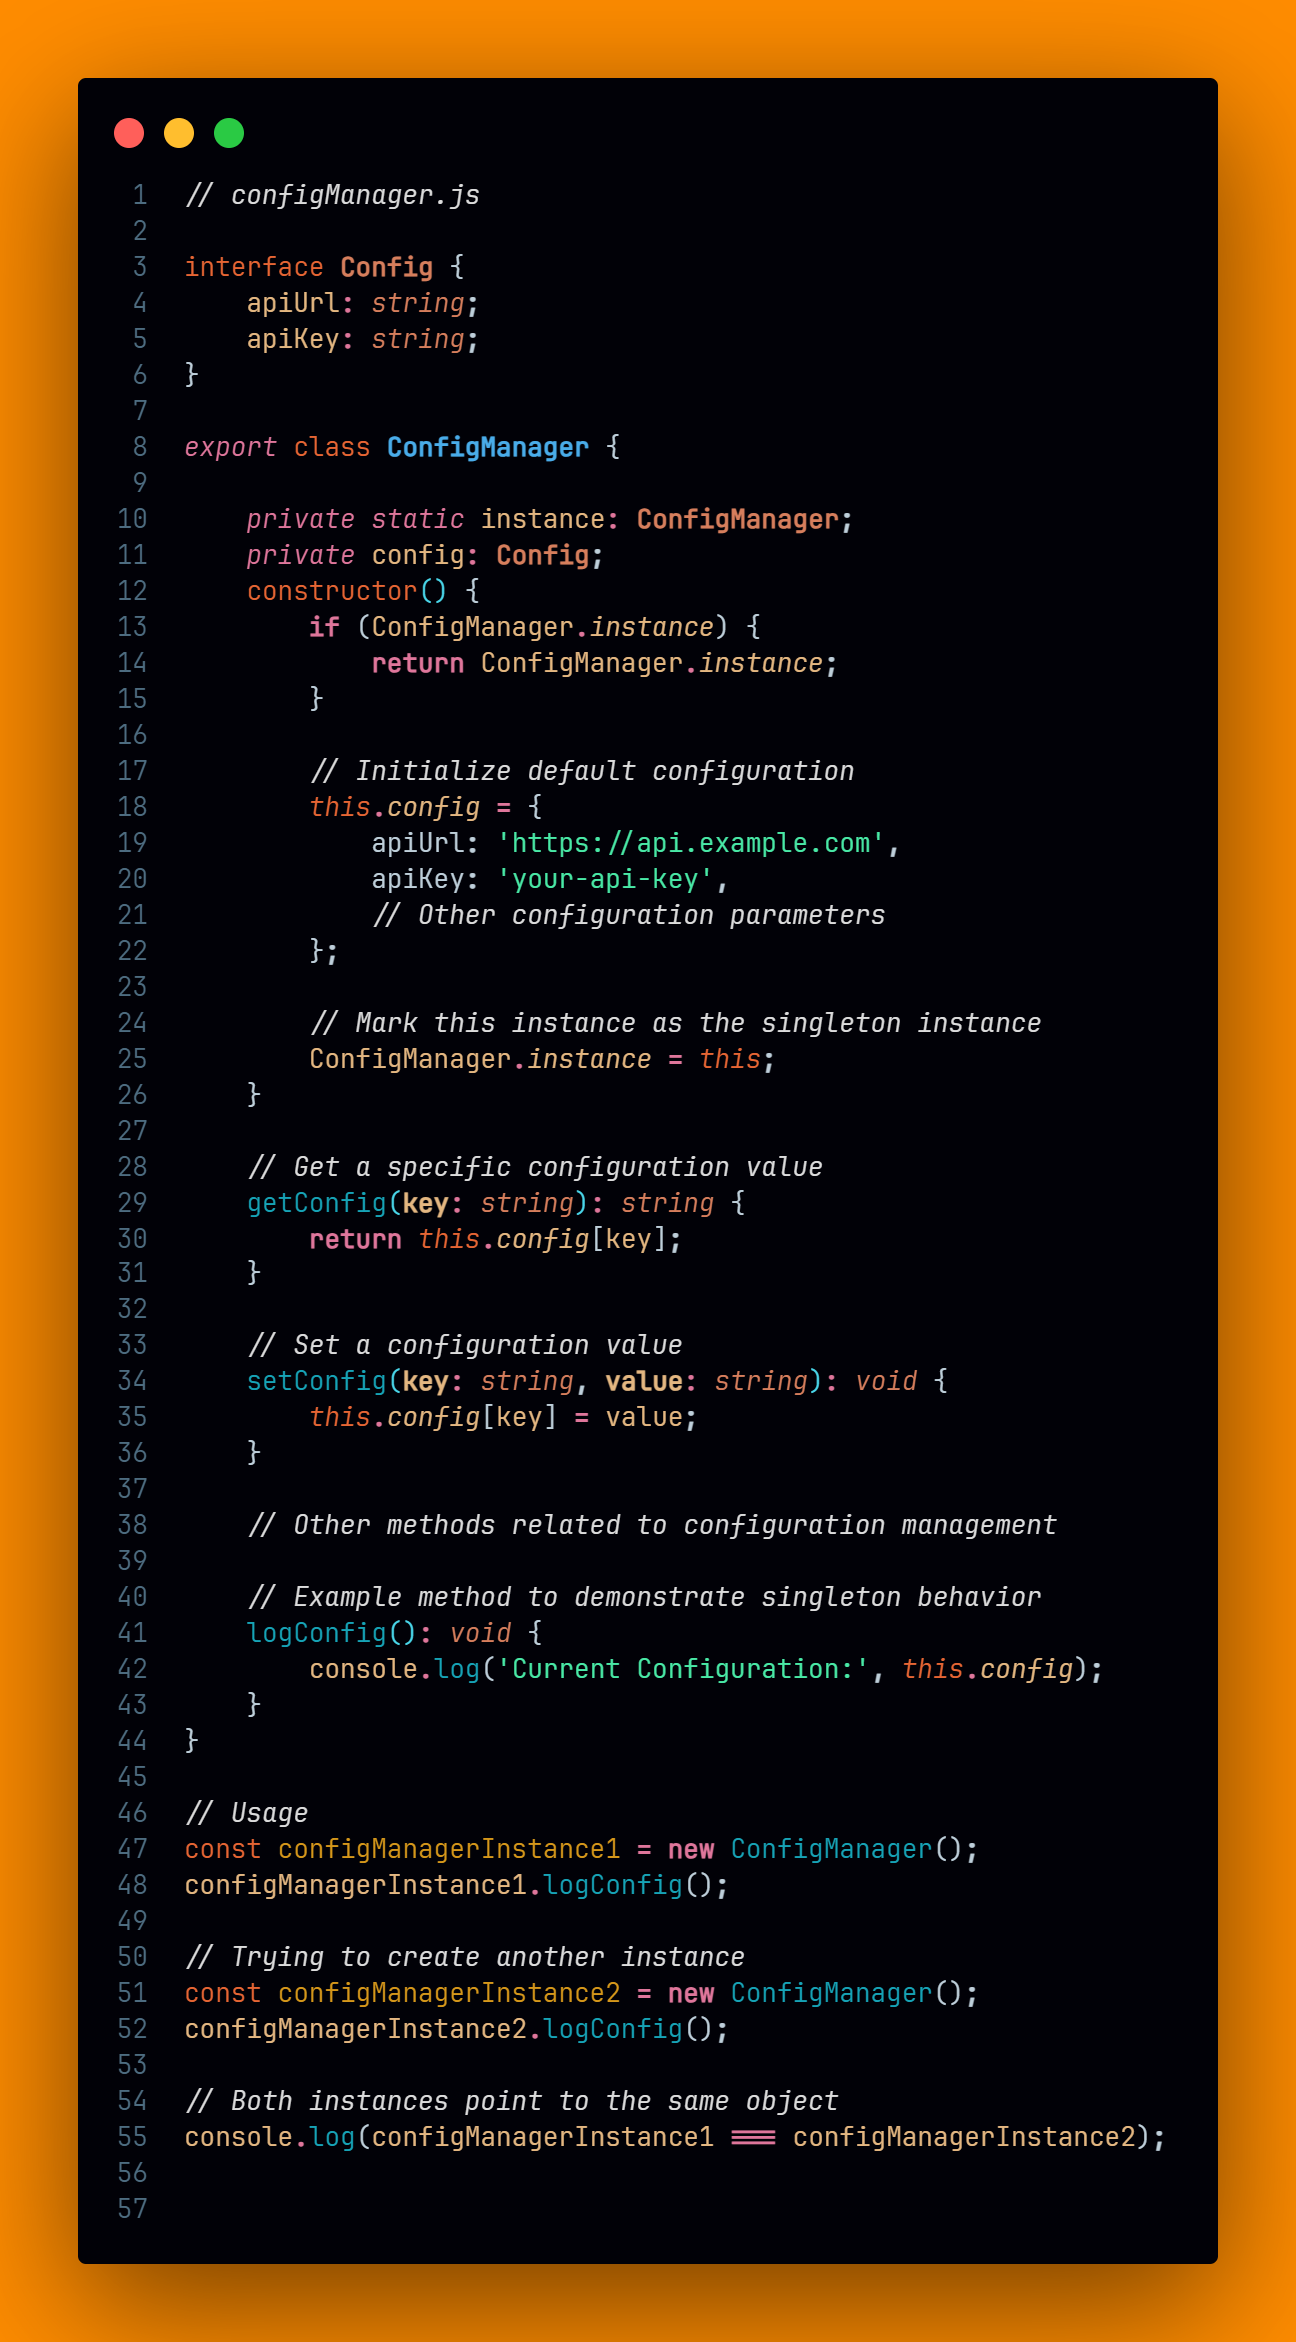 1 // configManager.js
2
3 interface Config {
4     apiUrl: string;
5     apiKey: string;
6 }
7
8 export class ConfigManager {
9
10     private static instance: ConfigManager;
11     private config: Config;
12     constructor() {
13         if (ConfigManager.instance) {
14             return ConfigManager.instance;
15         }
16
17         // Initialize default configuration
18         this.config = {
19             apiUrl: 'https://api.example.com',
20             apiKey: 'your-api-key',
21             // Other configuration parameters
22         };
23
24         // Mark this instance as the singleton instance
25         ConfigManager.instance = this;
26     }
27
28     // Get a specific configuration value
29     getConfig(key: string): string {
30         return this.config[key];
31     }
32
33     // Set a configuration value
34     setConfig(key: string, value: string): void {
35         this.config[key] = value;
36     }
37
38     // Other methods related to configuration management
39
40     // Example method to demonstrate singleton behavior
41     logConfig(): void {
42         console.log('Current Configuration:', this.config);
43     }
44 }
45
46 // Usage
47 const configManagerInstance1 = new ConfigManager();
48 configManagerInstance1.logConfig();
49
50 // Trying to create another instance
51 const configManagerInstance2 = new ConfigManager();
52 configManagerInstance2.logConfig();
53
54 // Both instances point to the same object
55 console.log(configManagerInstance1 === configManagerInstance2);
56
57